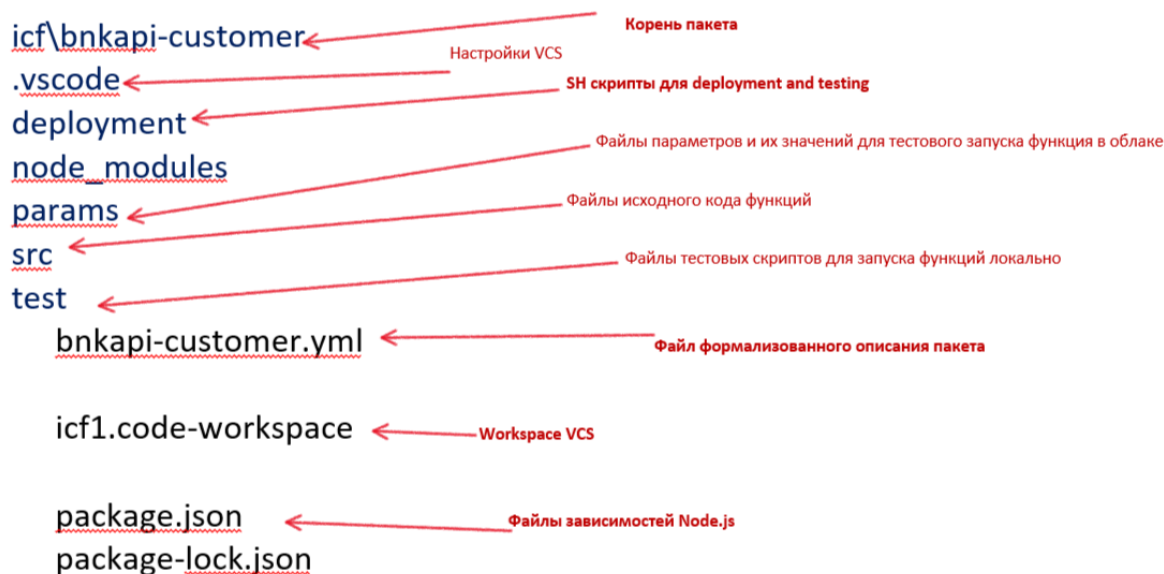 icf\bnkapi-customer
Корень пакета
.vscode
Настройки VCS
SH скрипты для deployment and testing
deployment
Файлы параметров и их значений для тестового запуска функция в облаке
node_modules
params
Файлы исходного кода функций
src
Файлы тестовых скриптов для запуска функций локально
test
bnkapi-customer.yml
Файл формализованного описания пакета
icf1.code-workspace
Workspace VCS
package.json
Файлы зависимостей Node.js
package-lock.json